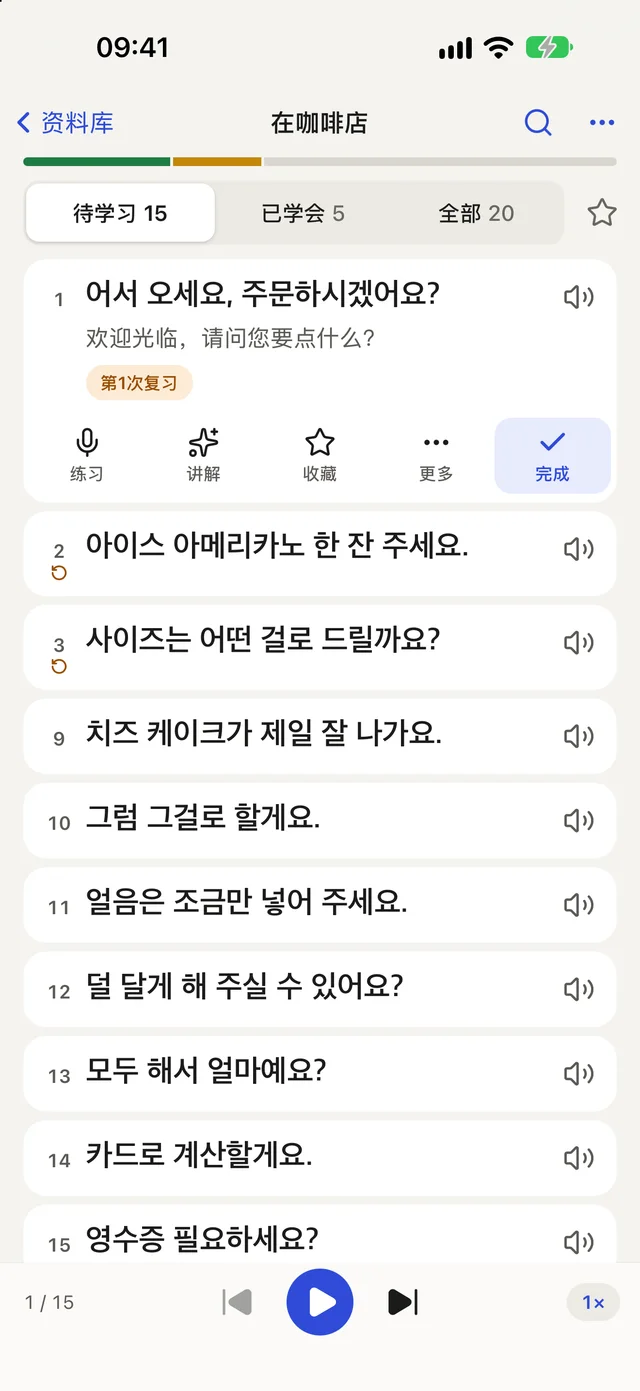 09:41
资料库
在咖啡店
待学习 15
已学会 5
全部 20
1
어서 오세요, 주문하시겠어요?
欢迎光临，请问您要点什么？
第1次复习
练习
讲解
收藏
更多
完成
2
아이스 아메리카노 한 잔 주세요.
3
사이즈는 어떤 걸로 드릴까요?
9
치즈 케이크가 제일 잘 나가요.
10
그럼 그걸로 할게요.
11
얼음은 조금만 넣어 주세요.
12
덜 달게 해 주실 수 있어요?
13
모두 해서 얼마예요?
14
카드로 계산할게요.
15
영수증 필요하세요?
1 / 15
1×